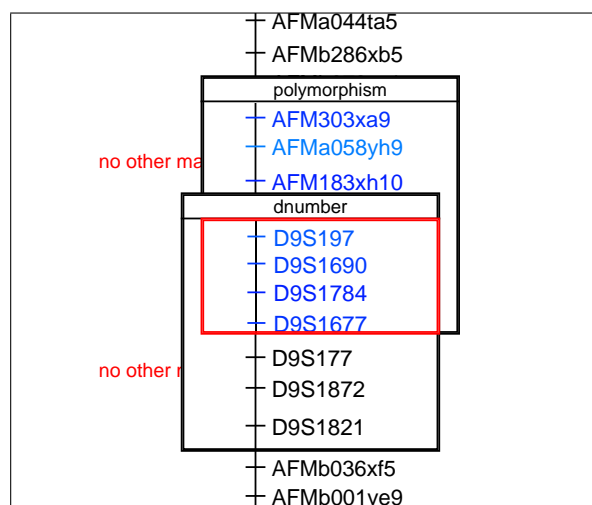 AFMa044ta5
AFMb286xb5
polymorphism
AFM303xa9
AFMa058yh9
no other ma
AFM183xh10
dnumber
D9S197
D9S1690
D9S1784
D9S1677
D9S177
no other
D9S1872
D9S1821
AFMb036xf5
AFMb001ye9